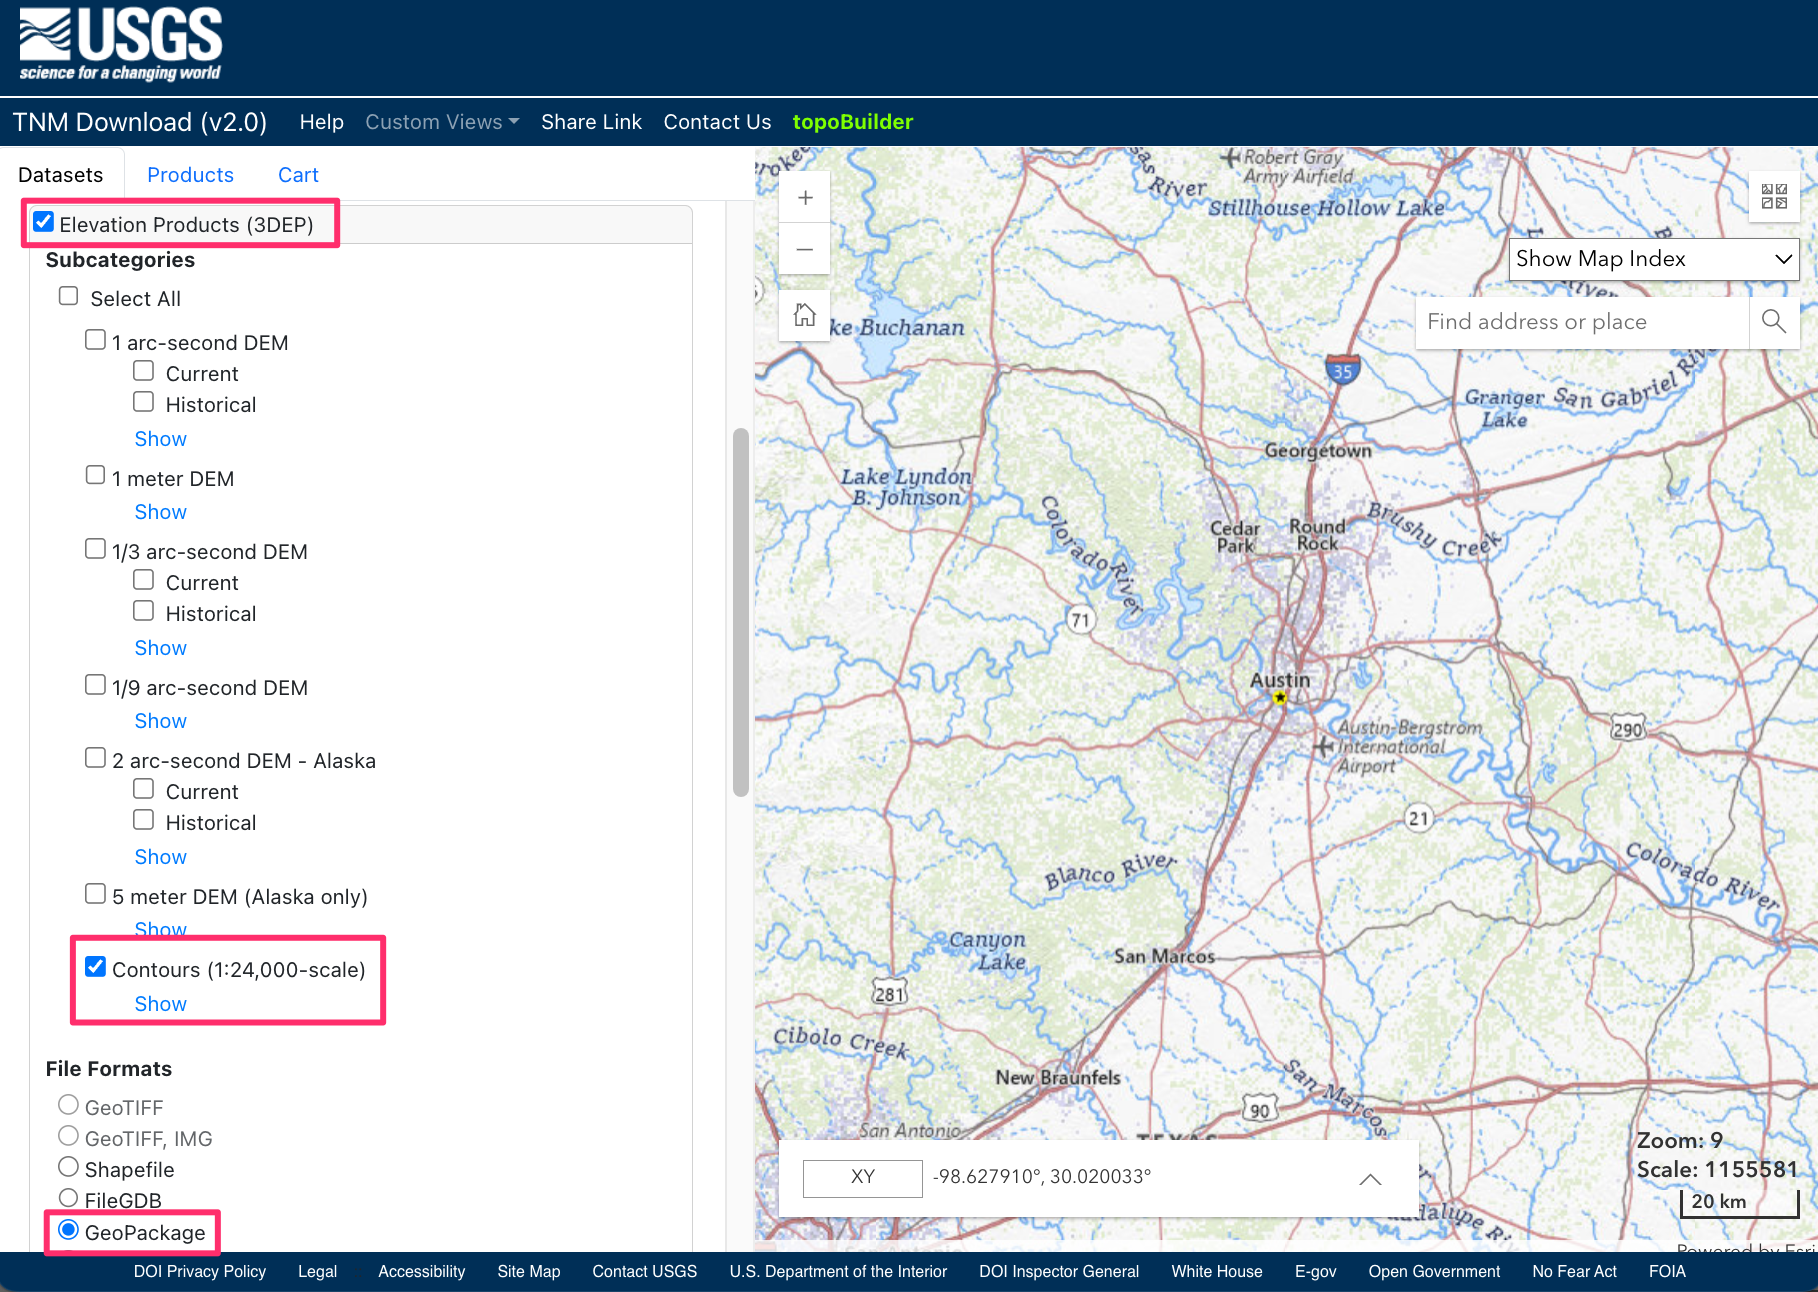 USGS
science for a changing world
TNM Download (v2.0)
Help
Custom Views
Share Link
Contact Us
topoBuilder
Datasets
Products
Cart
Elevation Products (3DEP)
Subcategories
Select All
1 arc-second DEM
Current
Historical
Show
1 meter DEM
Show
1/3 arc-second DEM
Current
Historical
Show
1/9 arc-second DEM
Show
2 arc-second DEM - Alaska
Current
Historical
Show
5 meter DEM (Alaska only)
Show
Contours (1:24,000-scale)
Show
File Formats
GeoTIFF
GeoTIFF, IMG
Shapefile
FileGDB
GeoPackage
+
−
Show Map Index
Find address or place
Robert Gray
Army Airfield
River
Stillhouse Hollow Lake
ke Buchanan
35
Granger
Lake
San Gabriel River
Georgetown
Lake Lyndon
B. Johnson
Colorado River
Cedar
Park
Round
Rock
Brushy Creek
71
Austin
Austin-Bergstrom
International
Airport
290
21
Blanco River
Colorado River
Canyon
Lake
San Marcos
281
Cibolo Creek
New Braunfels
San Marcos
90
San Antonio
TEXAS
Zoom: 9
Scale: 1155581
20 km
XY
-98.627910°, 30.020033°
Powered by Esri
DOI Privacy Policy
Legal
Accessibility
Site Map
Contact USGS
U.S. Department of the Interior
DOI Inspector General
White House
E-gov
Open Government
No Fear Act
FOIA